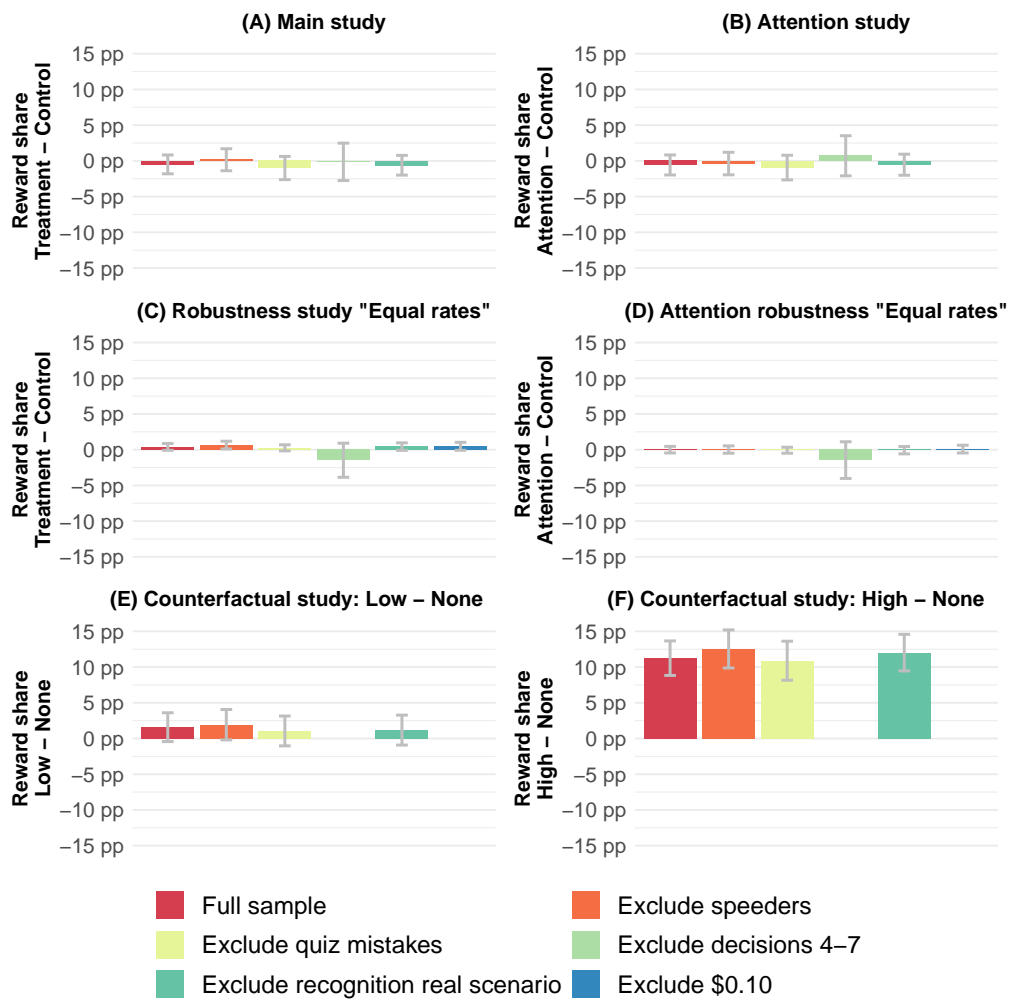 (A) Main study
Reward share
Treatment − Control
15 pp
10 pp
5 pp
0 pp
−5 pp
−10 pp
−15 pp
(B) Attention study
Reward share
Attention − Control
15 pp
10 pp
5 pp
0 pp
−5 pp
−10 pp
−15 pp
(C) Robustness study "Equal rates"
Reward share
Treatment − Control
15 pp
10 pp
5 pp
0 pp
−5 pp
−10 pp
−15 pp
(D) Attention robustness "Equal rates"
Reward share
Attention − Control
15 pp
10 pp
5 pp
0 pp
−5 pp
−10 pp
−15 pp
(E) Counterfactual study: Low − None
Reward share
Low − None
15 pp
10 pp
5 pp
0 pp
−5 pp
−10 pp
−15 pp
(F) Counterfactual study: High − None
Reward share
High − None
15 pp
10 pp
5 pp
0 pp
−5 pp
−10 pp
−15 pp
Full sample
Exclude speeders
Exclude quiz mistakes
Exclude decisions 4−7
Exclude recognition real scenario
Exclude $0.10